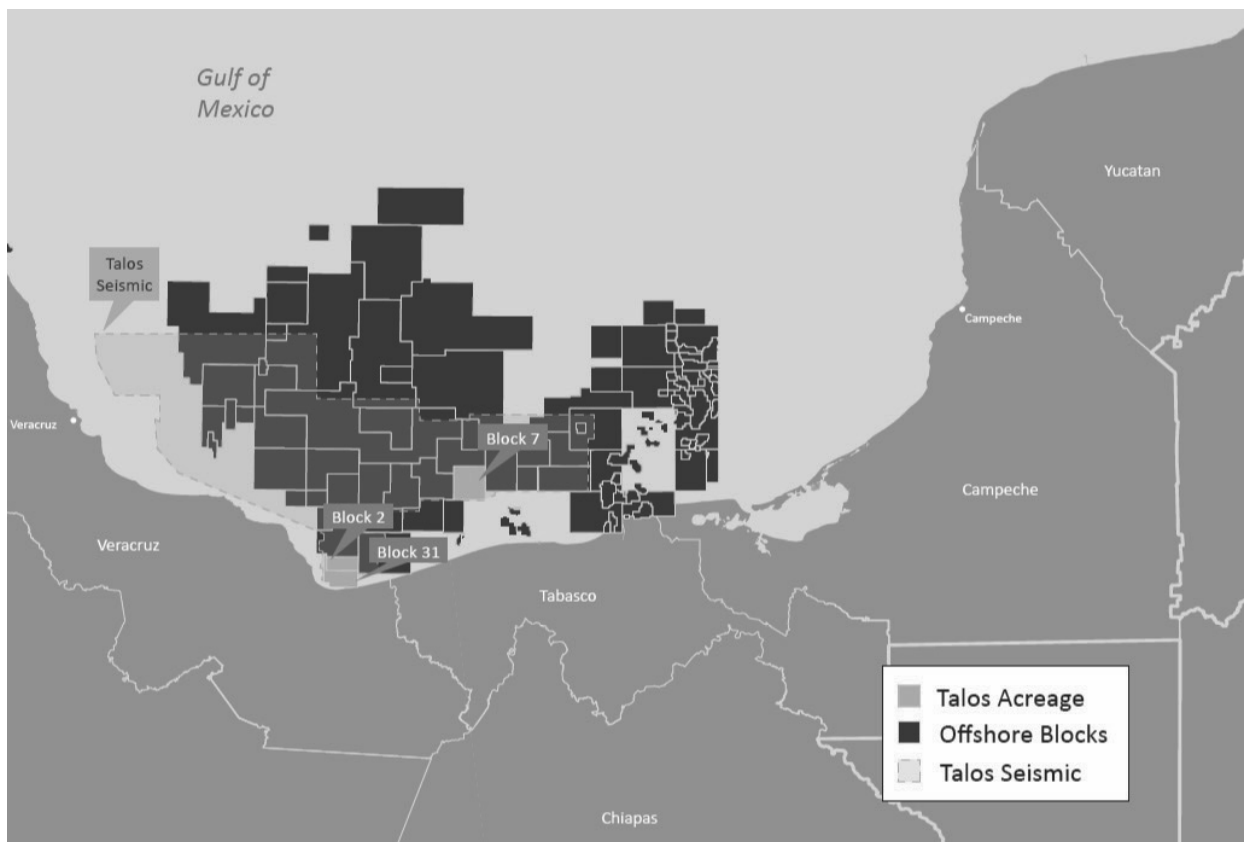 Gulf of
Mexico
Yucatan
Talos
Seismic
Campeche
Veracruz
Block 7
Campeche
Block 2
Veracruz
Block 31
Tabasco
Talos Acreage
Offshore Blocks
Talos Seismic
Chiapas